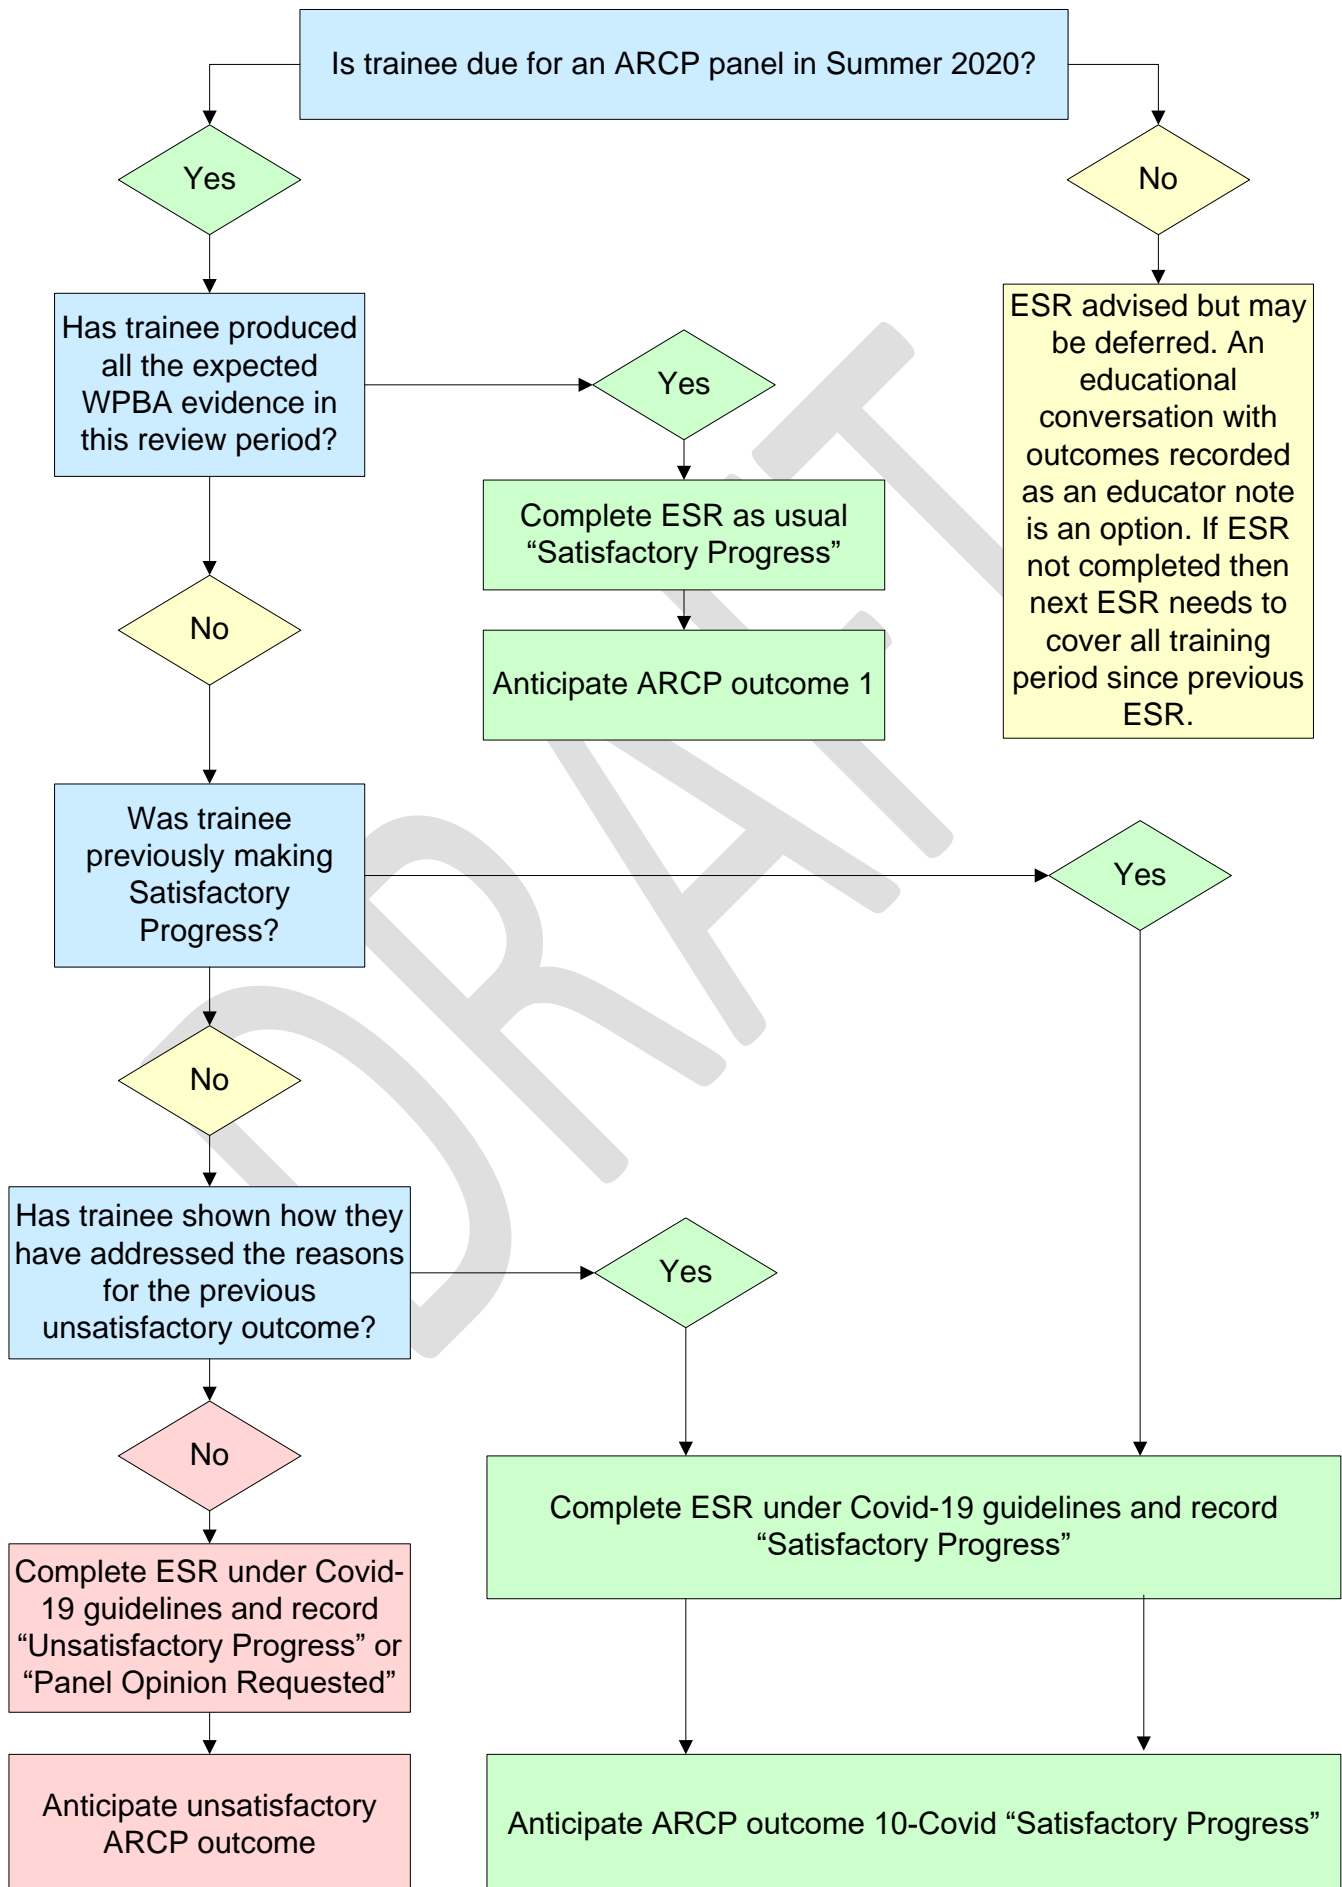 Is trainee due for an ARCP panel in Summer 2020?
Yes
No
Has trainee produced
all the expected
WPBA evidence in
this review period?
Yes
ESR advised but may
be deferred. An
educational
conversation with
outcomes recorded
as an educator note
is an option. If ESR
not completed then
next ESR needs to
cover all training
period since previous
ESR.
Complete ESR as usual
“Satisfactory Progress”
No
Anticipate ARCP outcome 1
Was trainee
previously making
Satisfactory
Progress?
Yes
No
Has trainee shown how they
have addressed the reasons
for the previous
unsatisfactory outcome?
Yes
No
Complete ESR under Covid-19 guidelines and record
“Satisfactory Progress”
Complete ESR under Covid-
19 guidelines and record
“Unsatisfactory Progress” or
“Panel Opinion Requested”
Anticipate unsatisfactory
ARCP outcome
Anticipate ARCP outcome 10-Covid “Satisfactory Progress”
DRAFT